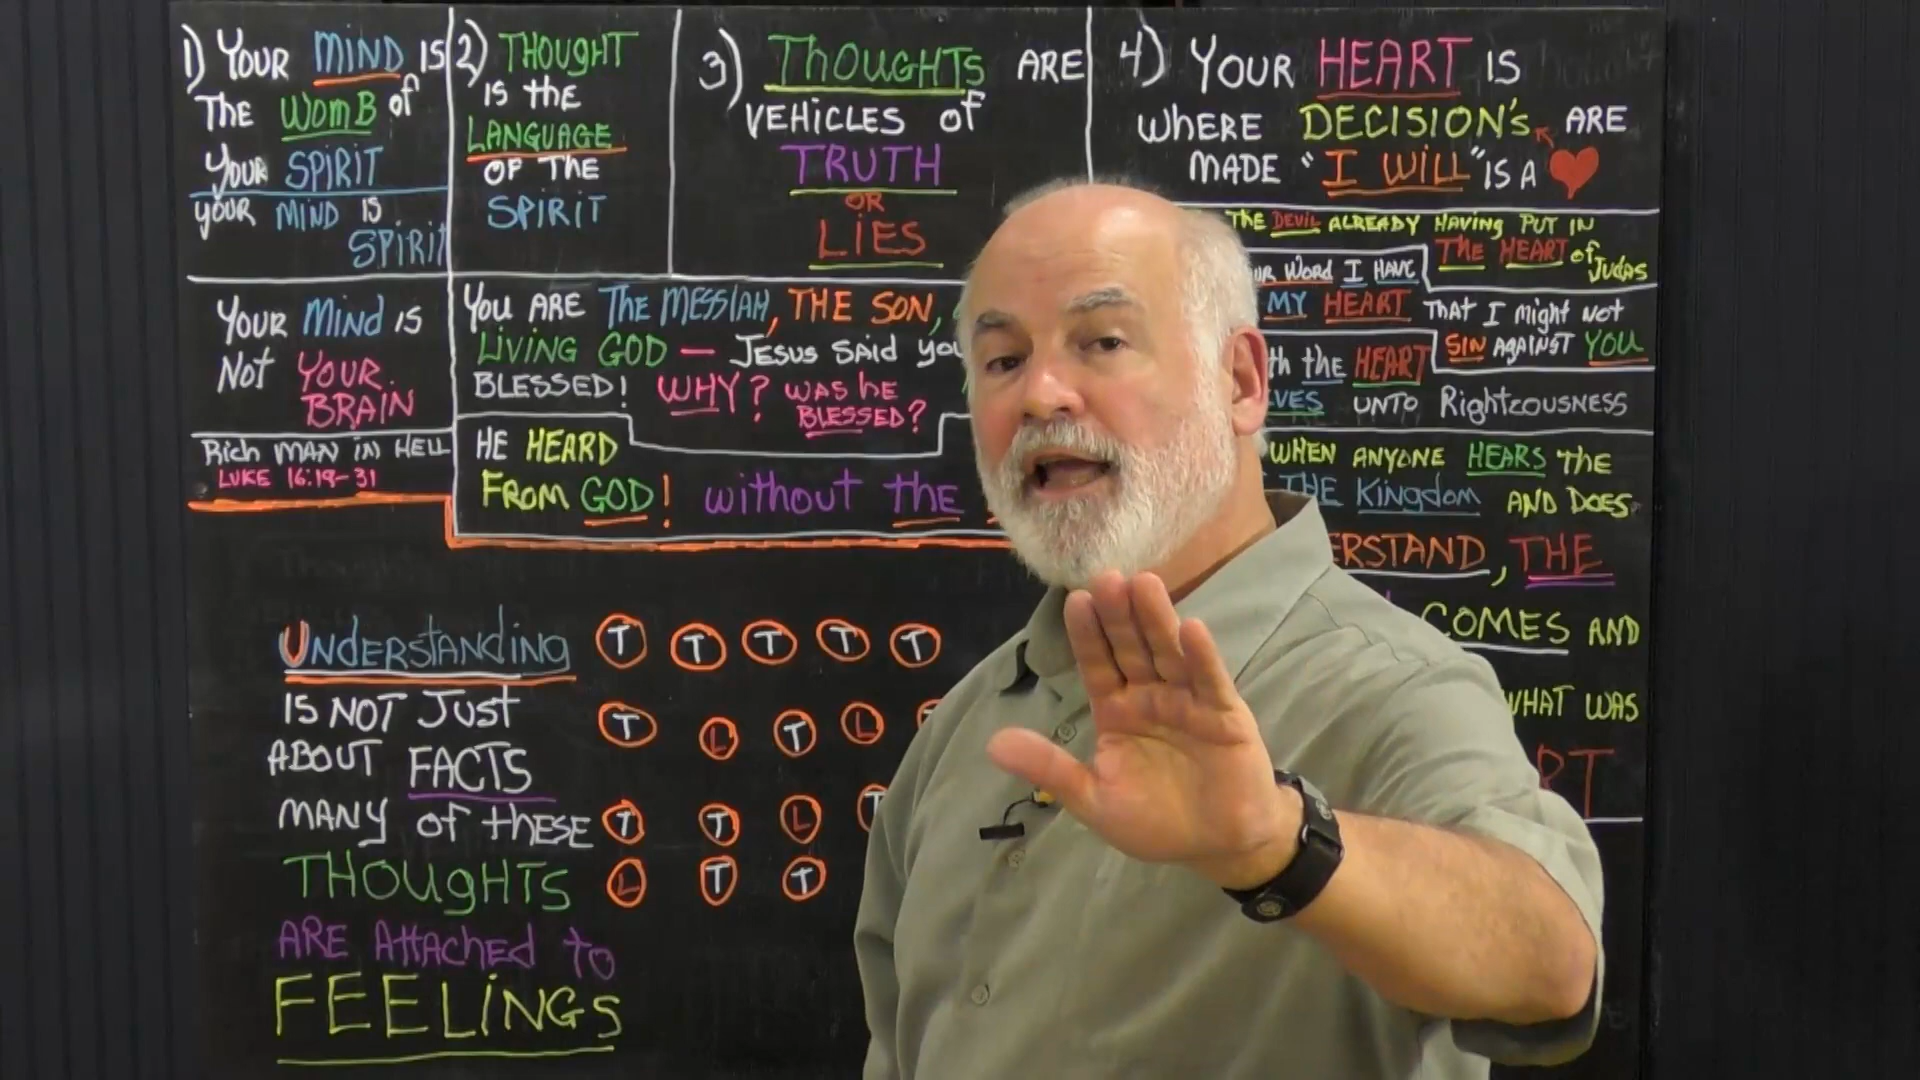 1) YOUR MIND IS
THE WOMB of
YOUR SPIRIT
YOUR MIND IS
SPIRIT
YOUR MIND IS
NOT YOUR
BRAIN
Rich MAN IN HELL
LUKE 16:19-31
2) THOUGHT
IS the
LANGUAGE
OF THE
SPIRIT
3) THOUGHTS ARE
VEHICLES of
TRUTH
OR
LIES
4) YOUR HEART IS
WHERE DECISION'S ARE
MADE "I WILL" IS A
THE DEVIL ALREADY HAVING PUT IN
THE HEART of
JUDAS
WORD I HAVE
MY HEART THAT I might NOT
SIN AGAINST YOU
the HEART
UNTO RighteOUSNESS
WHEN ANYONE HEARS THE
THE Kingdom AND DOES
THE
COMES AND
WHAT WAS
YOU ARE THE MESSIAH, THE SON,
LiViNG GOD — JESUS SAid
BLESSED! WHY? WAS hE
BLESSED?
HE HEARD
FROM GOD! without the
UNdERSTANding
IS NOT JUST
ABOUT FACTS
MANY of thESE
THOUgHTS
ARE AttAcHEd to
FEELiNGS
T T T T T
T L T L
T T L T
L T T